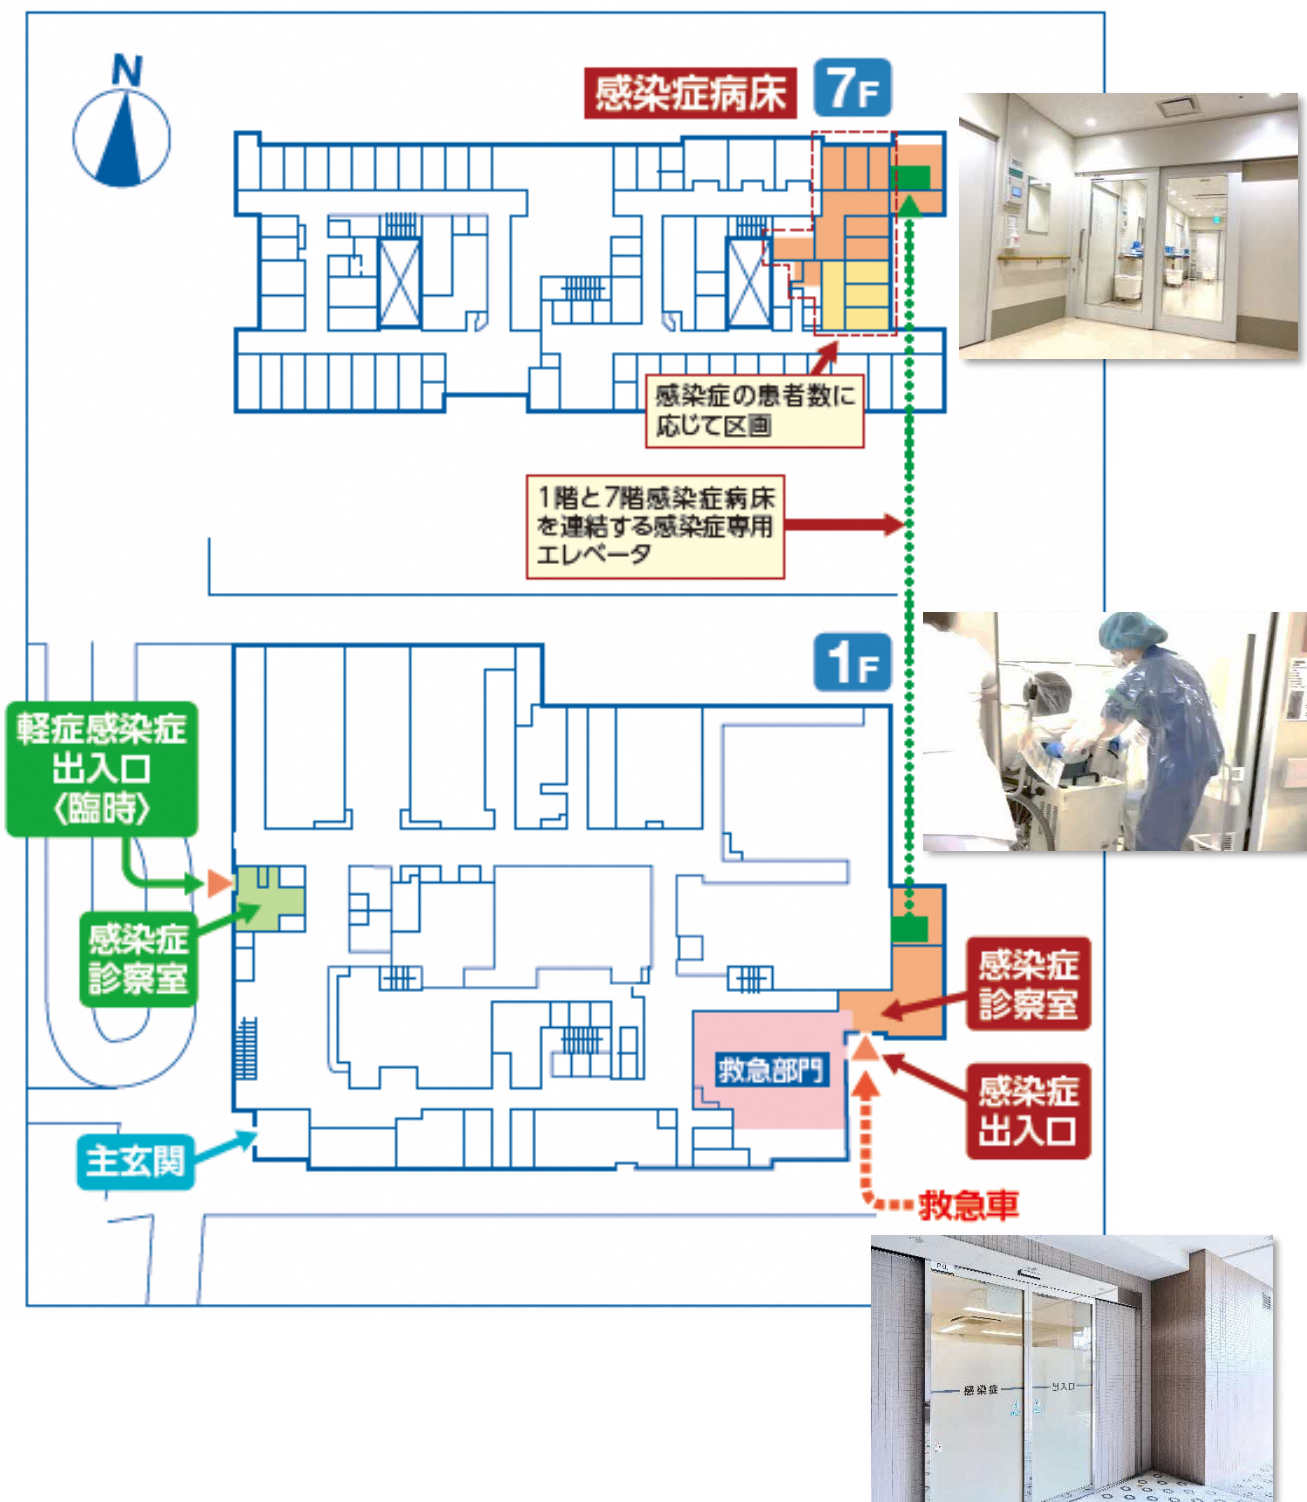 N
感染症病床
7F
感染症の患者数に
応じて区画
1階と7階感染症病床
を連結する感染症専用
エレベータ
1F
軽症感染症
出入口
〈臨時〉
感染症
診察室
感染症
診察室
救急部門
感染症
出入口
主玄関
救急車
感染症
出入口